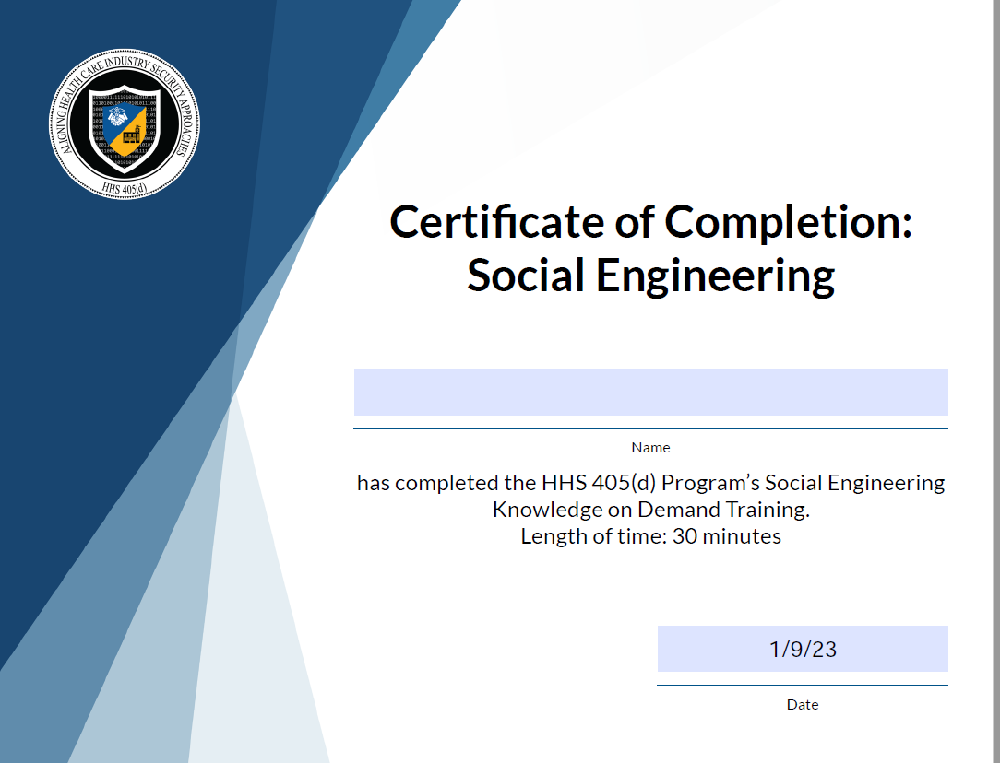 ALIGNING HEALTH CARE INDUSTRY SECURITY APPROACHES
HHS 405(d)
Certificate of Completion:
Social Engineering
Name
has completed the HHS 405(d) Program’s Social Engineering
Knowledge on Demand Training.
Length of time: 30 minutes
1/9/23
Date